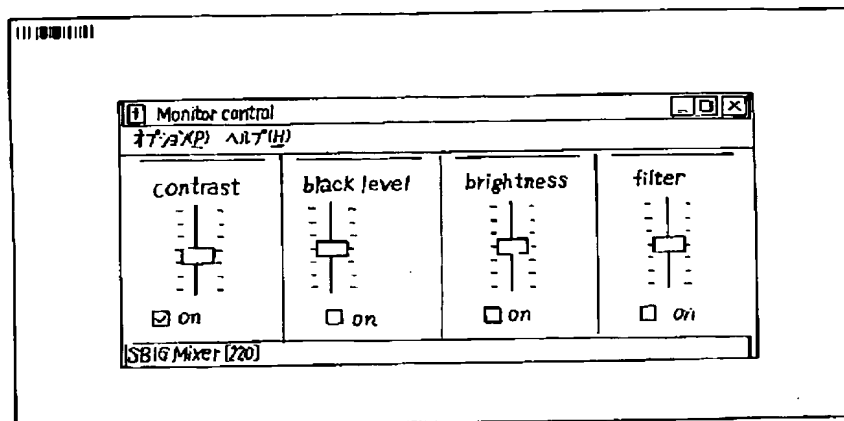 Monitor control
オプション(P) ヘルプ(H)
contrast black level brightness filter
on on on on
SBIG Mixer [220]